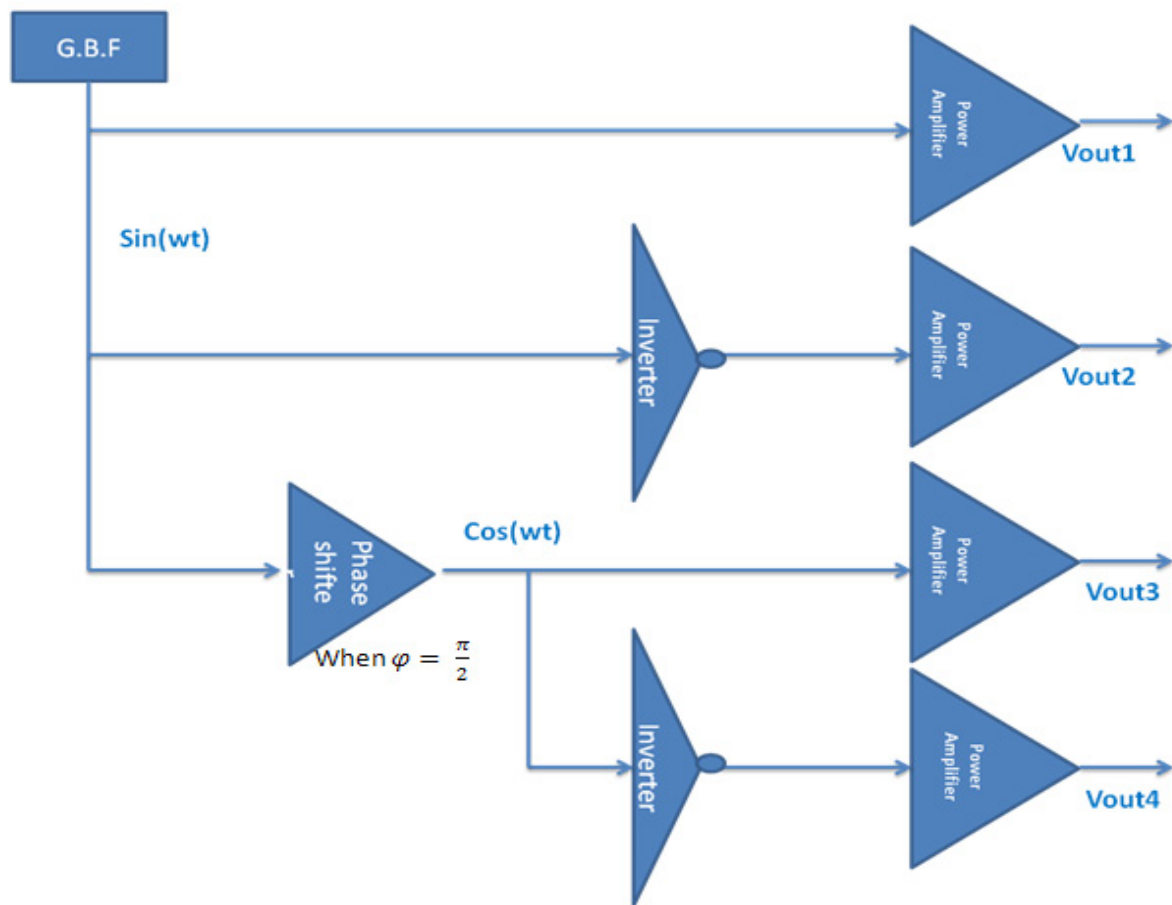 G.B.F
Power
Amplifier
Vout1
Sin(wt)
Inverter
Power
Amplifier
Vout2
Phase
shifte
Cos(wt)
Power
Amplifier
Vout3
When φ = π/2
Inverter
Power
Amplifier
Vout4